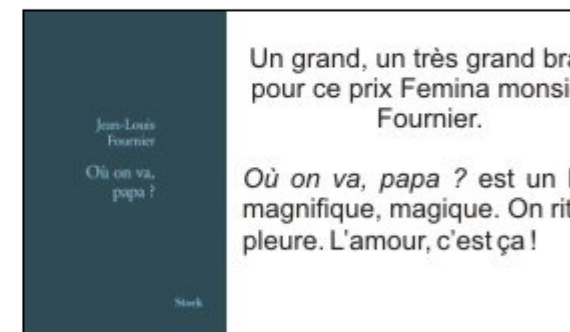 Jean-Louis
Fournier
Où on va,
papa ?
Stock
Un grand, un très grand bra
pour ce prix Femina monsi
Fournier.
Où on va, papa ? est un l
magnifique, magique. On rit
pleure. L'amour, c'est ça !